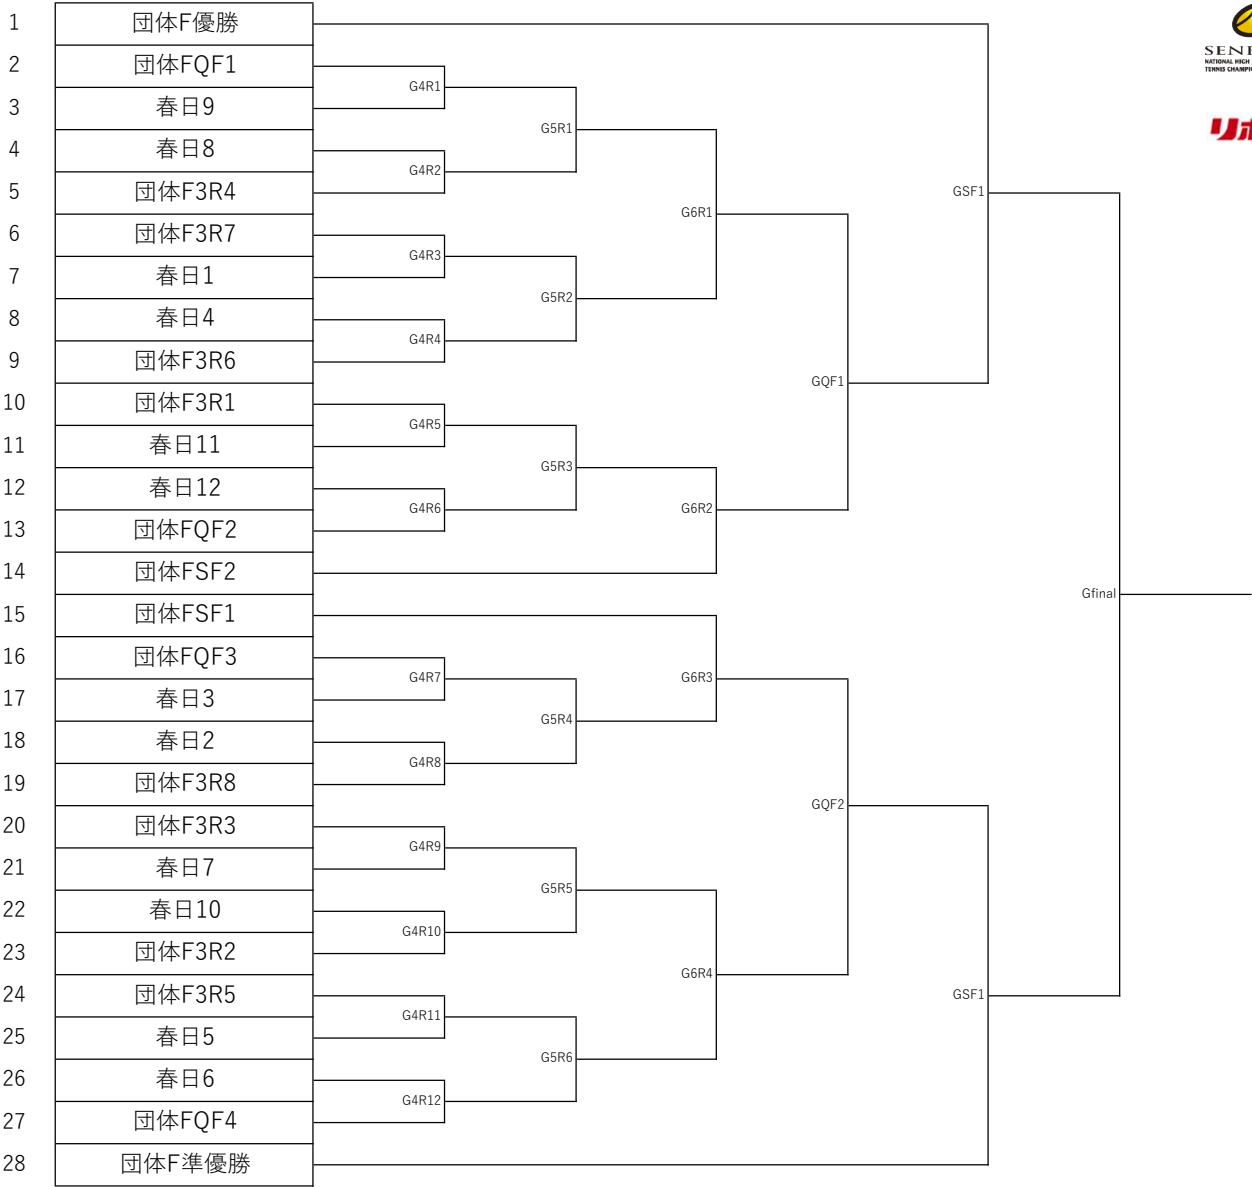 1 団体F優勝
2 団体FQF1
3 春日9
4 春日8
5 団体F3R4
6 団体F3R7
7 春日1
8 春日4
9 団体F3R6
10 団体F3R1
11 春日11
12 春日12
13 団体FQF2
14 団体FSF2
15 団体FSF1
16 団体FQF3
17 春日3
18 春日2
19 団体F3R8
20 団体F3R3
21 春日7
22 春日10
23 団体F3R2
24 団体F3R5
25 春日5
26 春日6
27 団体FQF4
28 団体F準優勝
G4R1
G4R2
G4R3
G4R4
G4R5
G4R6
G4R7
G4R8
G4R9
G4R10
G4R11
G4R12
G5R1
G5R2
G5R3
G5R4
G5R5
G5R6
G6R1
G6R2
G6R3
G6R4
GQF1
GQF2
GSF1
GSF1
Gfinal
NATIONAL HIGH
TENNIS